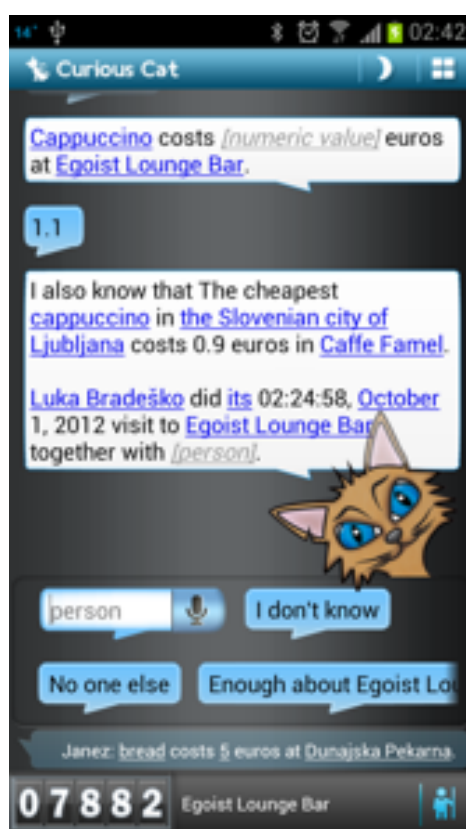 14° 02:42
Curious Cat
Cappuccino costs [numeric value] euros
at Egoist Lounge Bar.
1.1
I also know that The cheapest
cappuccino in the Slovenian city of
Ljubljana costs 0.9 euros in Caffe Famel.
Luka Bradeško did its 02:24:58, October
1, 2012 visit to Egoist Lounge Bar
together with [person].
person I don't know
No one else Enough about Egoist Lou
Janez: bread costs 5 euros at Dunajska Pekarna.
07882 Egoist Lounge Bar